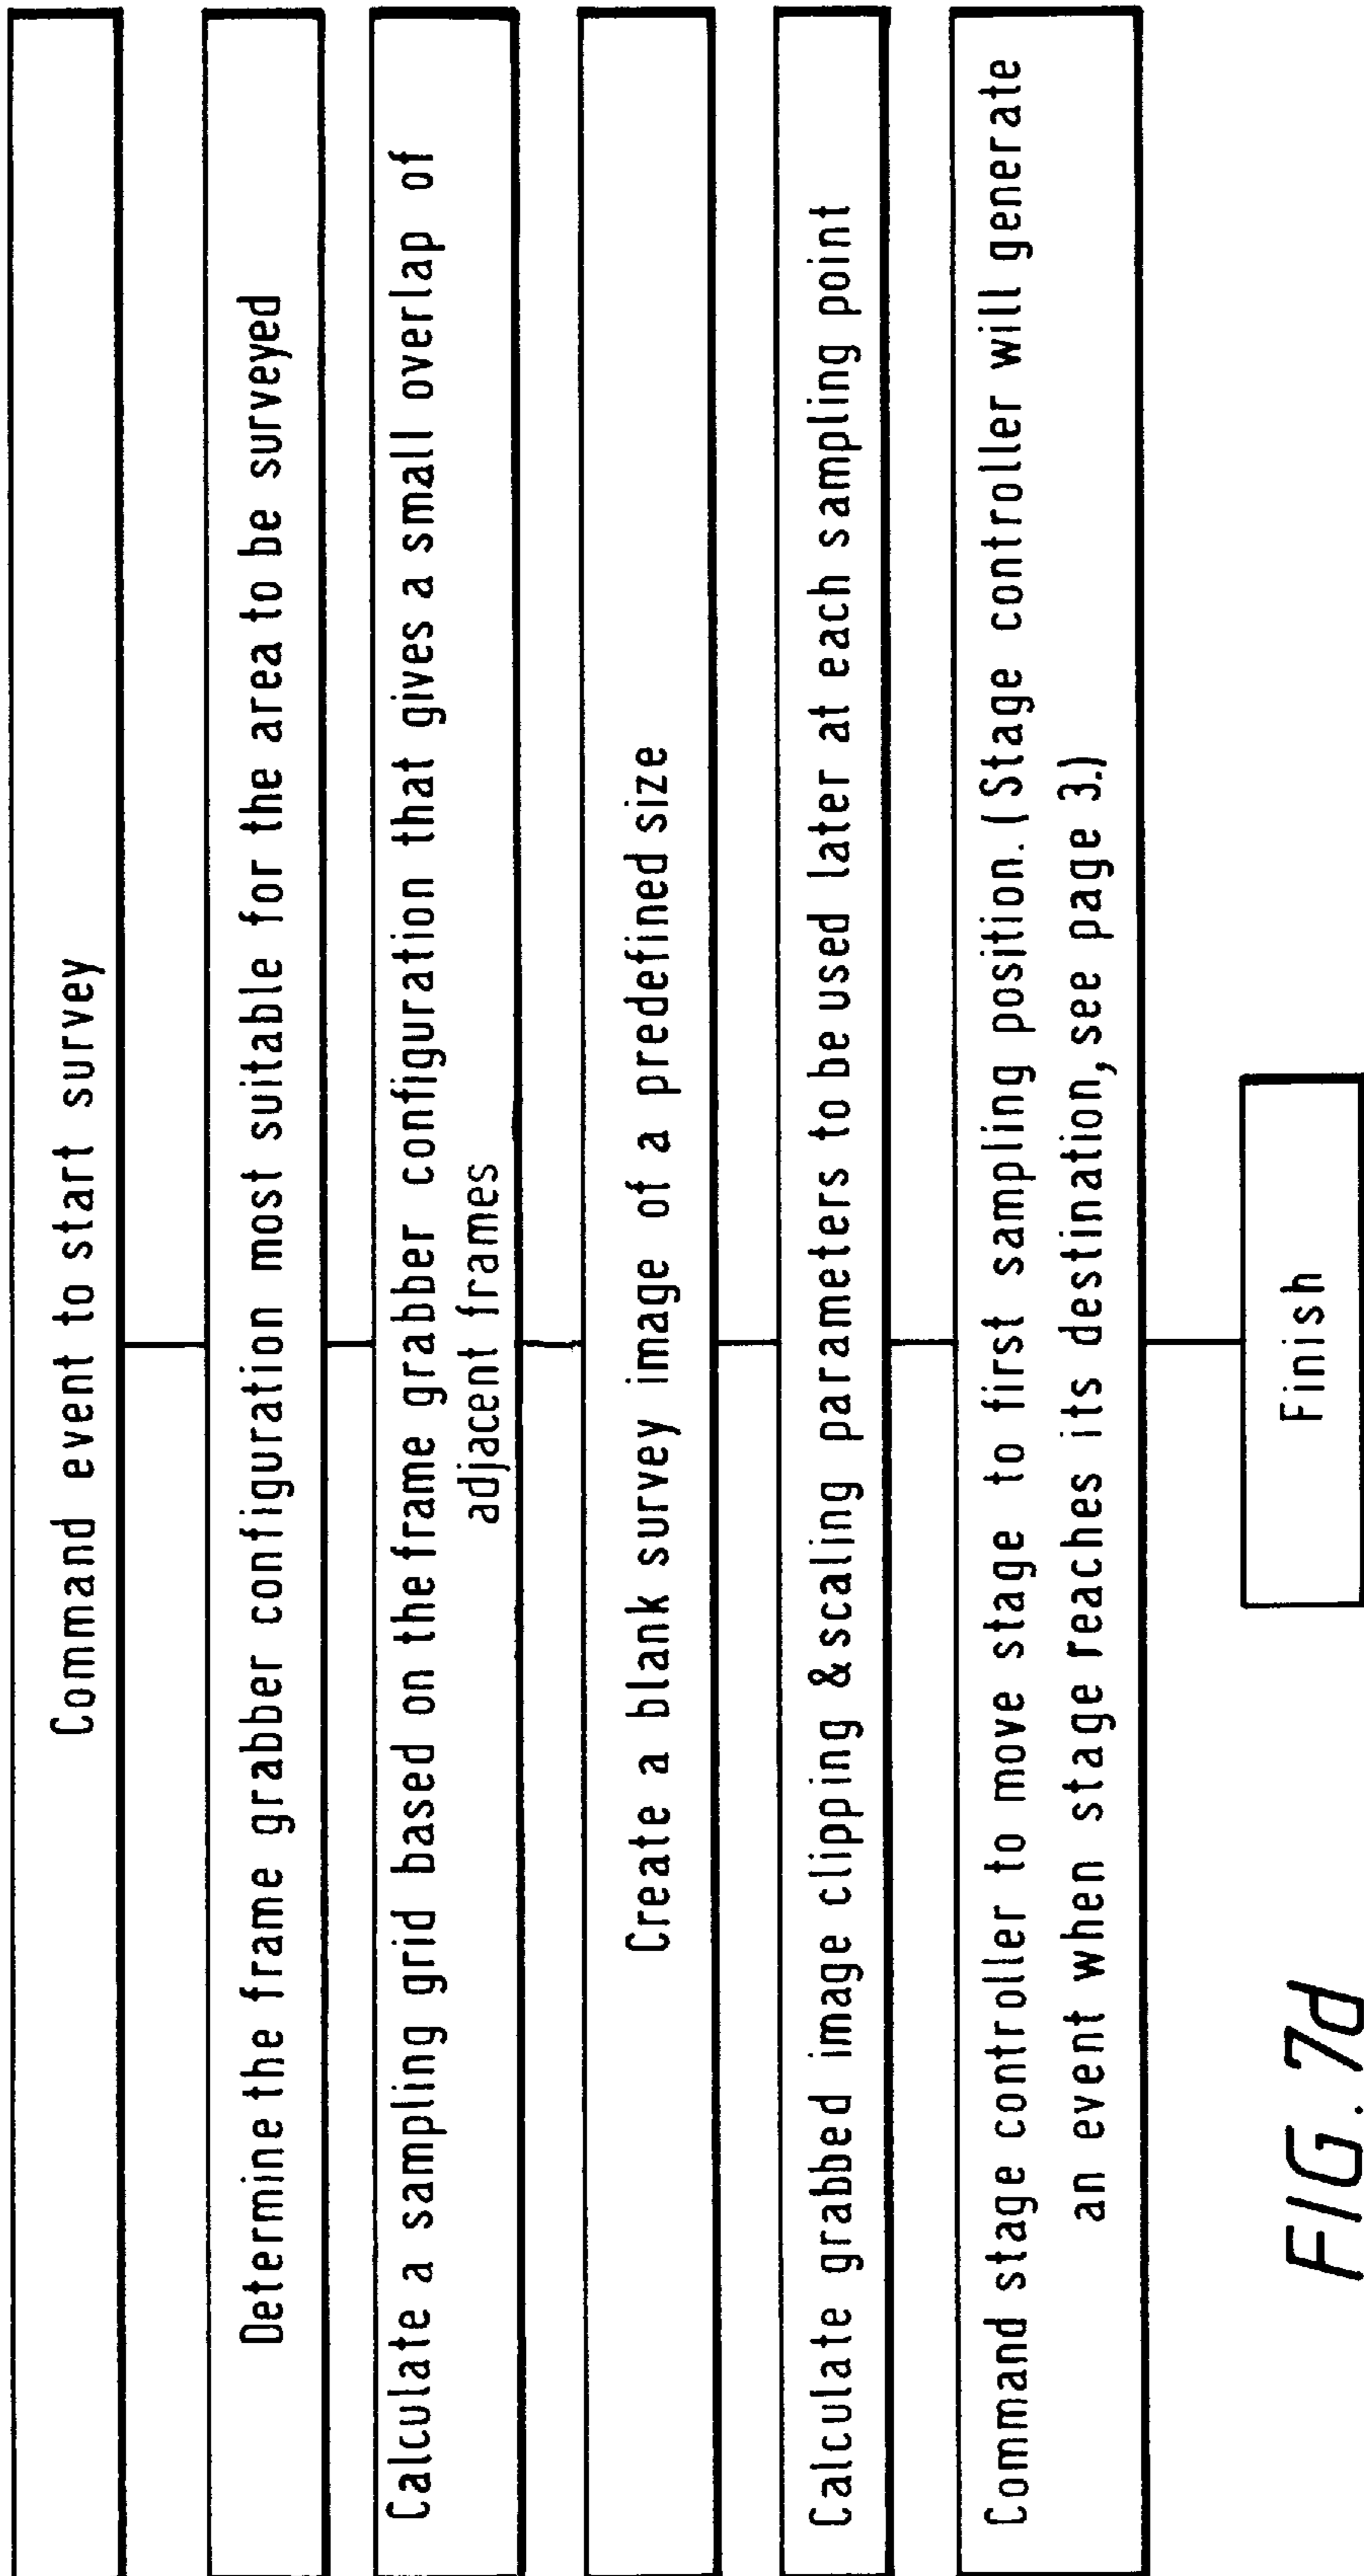 Command event to start survey
Determine the frame grabber configuration most suitable for the area to be surveyed
Calculate a sampling grid based on the frame grabber configuration that gives a small overlap of
adjacent frames
Create a blank survey image of a predefined size
Calculate grabbed image clipping & scaling parameters to be used later at each sampling point
Command stage controller to move stage to first sampling position. (Stage controller will generate
an event when stage reaches its destination, see page 3.)
Finish
FIG. 7d